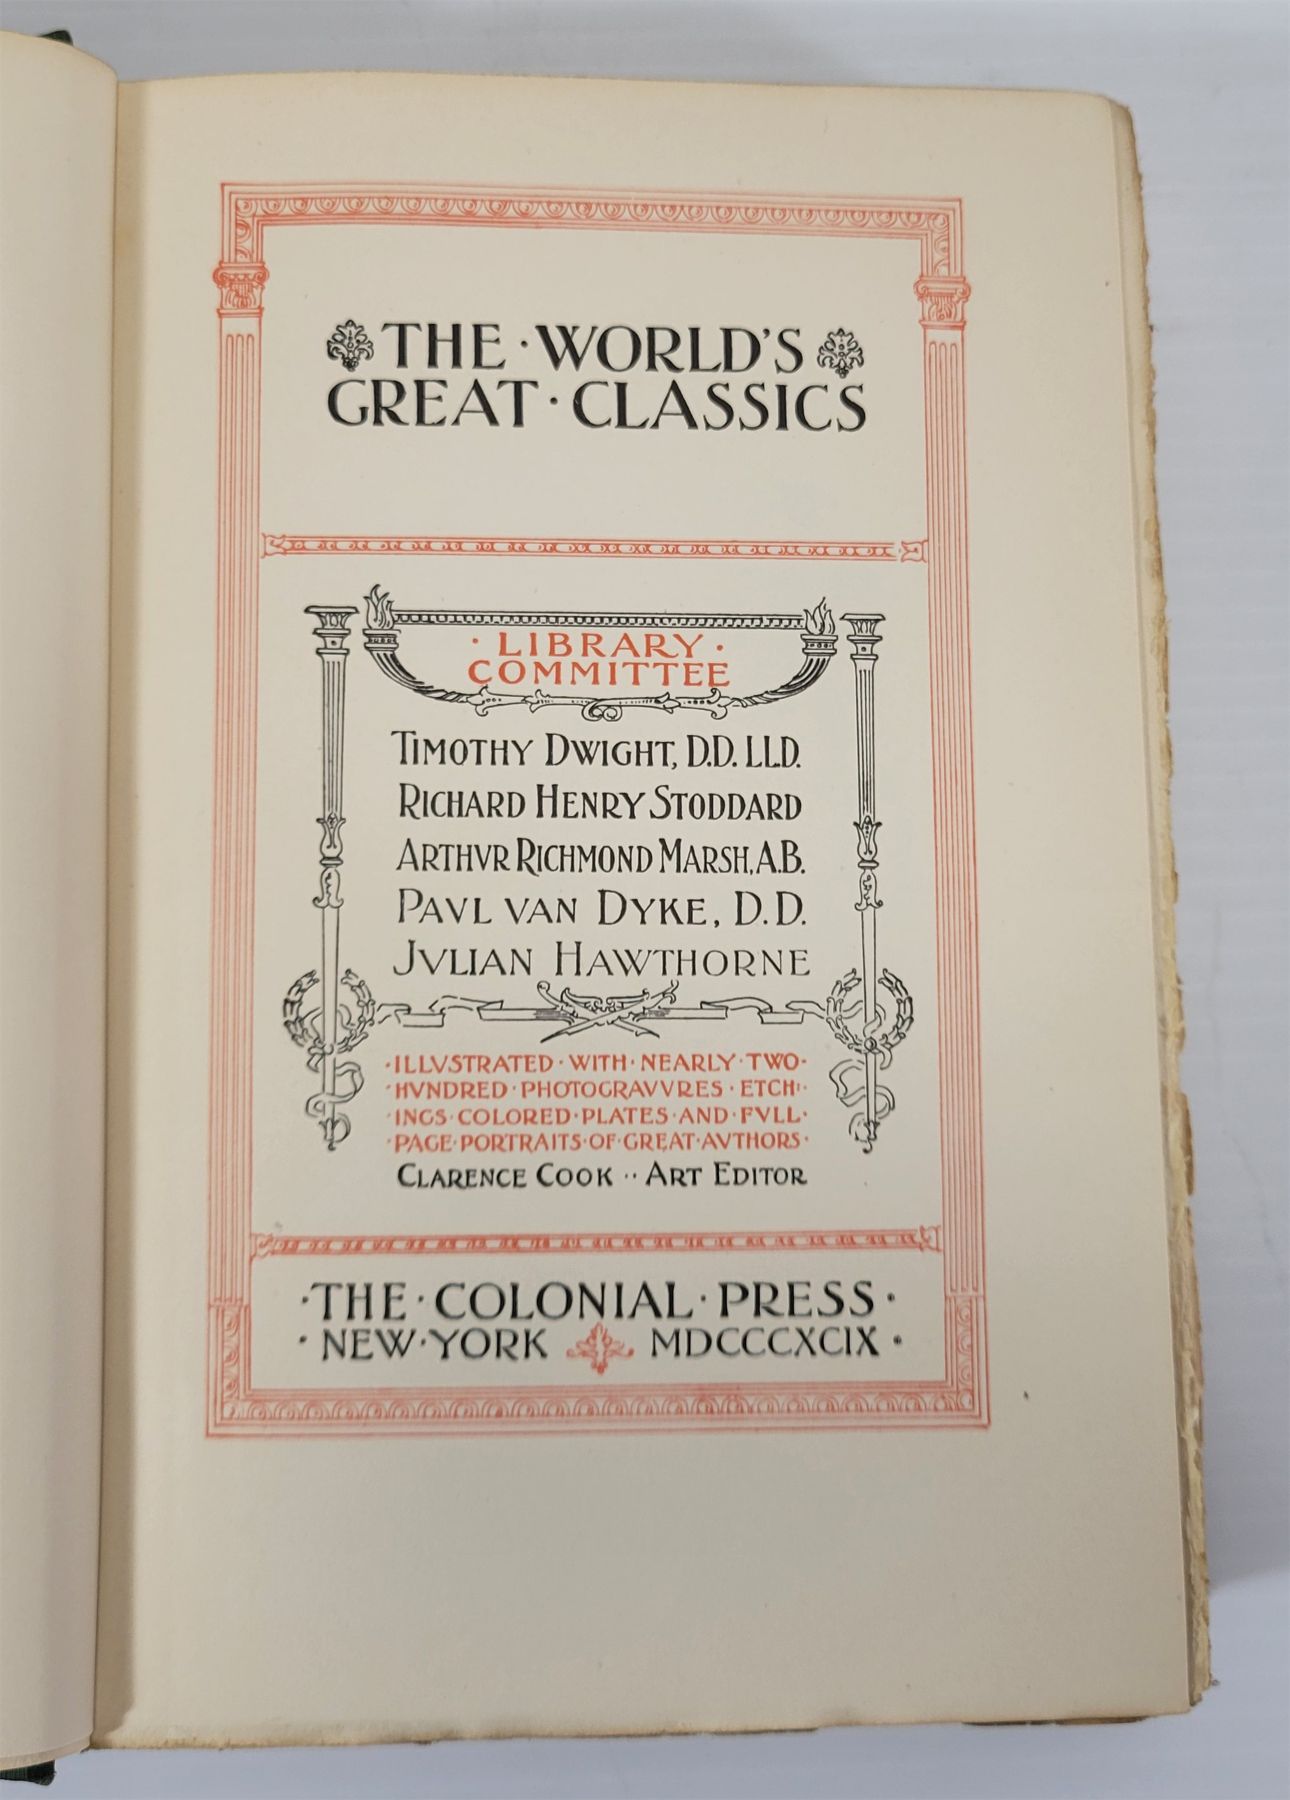 THE · WORLD'S
GREAT · CLASSICS
· LIBRARY ·
COMMITTEE
TIMOTHY DWIGHT, D.D. LL.D.
RICHARD HENRY STODDARD
ARTHVR RICHMOND MARSH, A.B.
PAVL VAN DYKE, D.D.
JVLIAN HAWTHORNE
·ILLVSTRATED·WITH·NEARLY·TWO·
·HVNDRED·PHOTOGRAVVRES·ETCH:
·INGS·COLORED·PLATES·AND·FVLL·
·PAGE·PORTRAITS·OF·GREAT·AVTHORS·
CLARENCE COOK ·· ART EDITOR
·THE·COLONIAL·PRESS·
·NEW·YORK MDCCCXCIX·